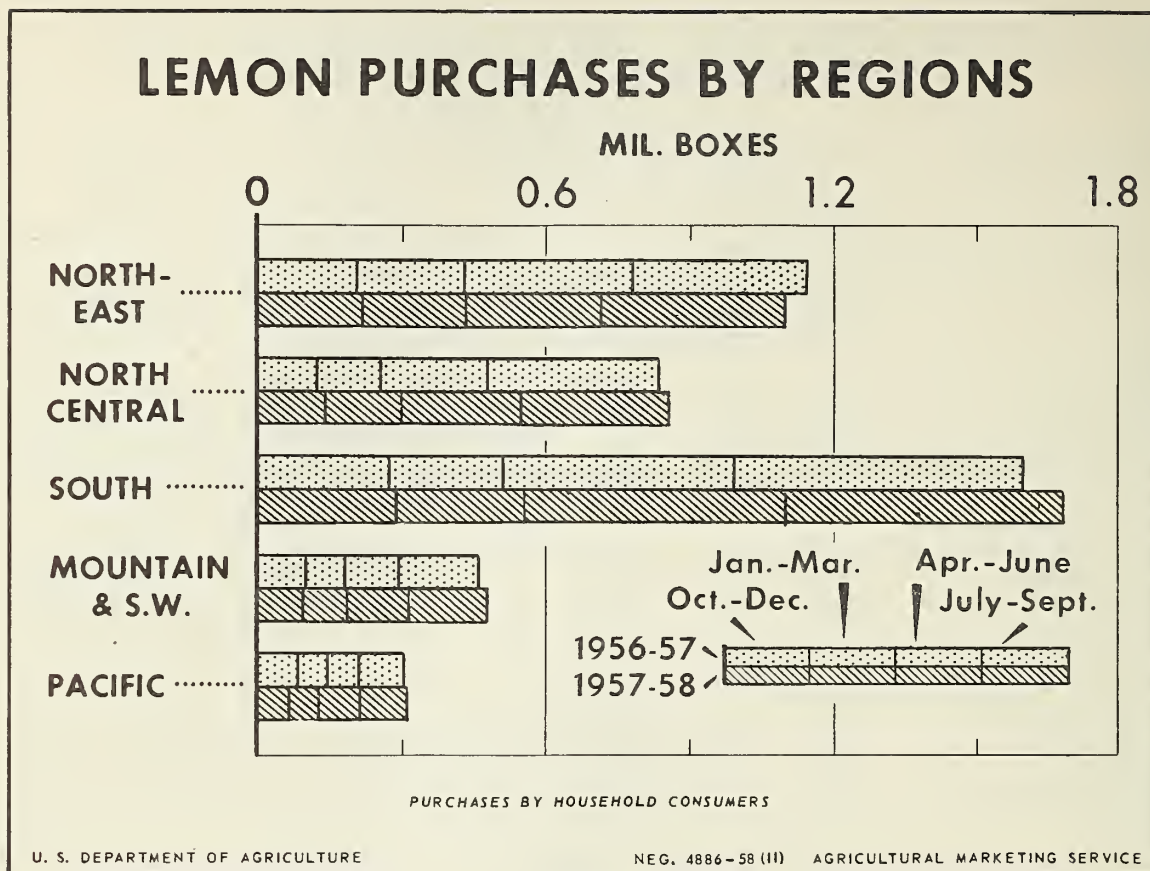 LEMON PURCHASES BY REGIONS
MIL. BOXES
0 0.6 1.2 1.8
NORTH-
EAST
NORTH
CENTRAL
SOUTH
MOUNTAIN
& S.W.
PACIFIC
Jan.-Mar. Apr.-June
Oct.-Dec. July-Sept.
1956-57
1957-58
PURCHASES BY HOUSEHOLD CONSUMERS
U. S. DEPARTMENT OF AGRICULTURE NEG. 4886-58 (11) AGRICULTURAL MARKETING SERVICE